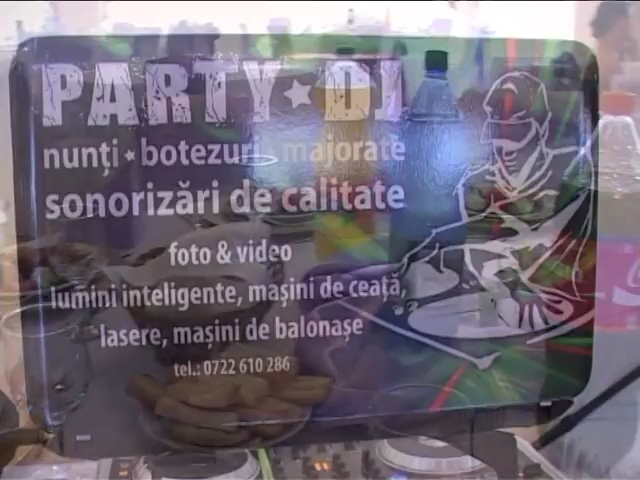 PARTY★DJ
nunți ★ botezuri ★ majorate
sonorizări de calitate
foto & video
lumini inteligente, mașini de ceață,
lasere, mașini de balonașe
tel.: 0722 610 286